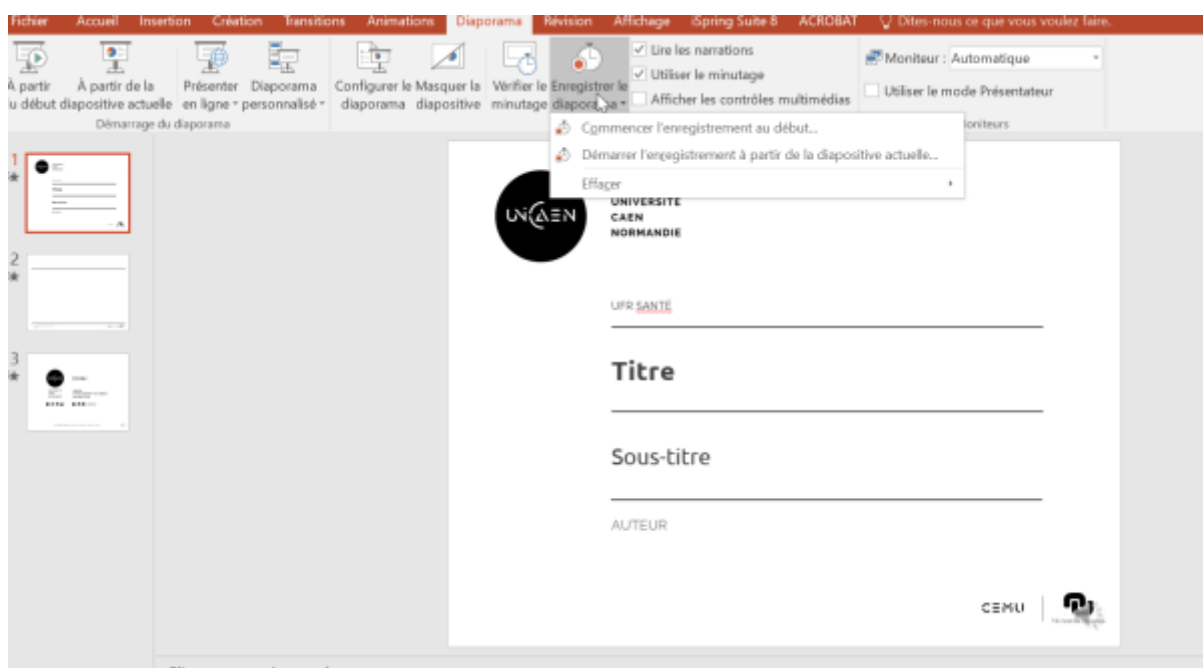 Fichier Accueil Insertion Création Transitions Animations Diaporama Révision Affichage iSpring Suite 8 ACROBAT Dites-nous ce que vous voulez faire.
À partir
u début
À partir de la
diapositive actuelle
Présenter
en ligne
Diaporama
personnalisé
Démarrage du diaporama
Configurer le
diaporama
Masquer la
diapositive
Vérifier le
minutage
Enregistrer le
diaporama
Lire les narrations
Utiliser le minutage
Afficher les contrôles multimédias
Moniteur : Automatique
Utiliser le mode Présentateur
oniteurs
Commencer l'enregistrement au début...
Démarrer l'enregistrement à partir de la diapositive actuelle...
Effacer
1
2
3
UNICAEN
UNIVERSITÉ
CAEN
NORMANDIE
UFR SANTÉ
Titre
Sous-titre
AUTEUR
CEMU